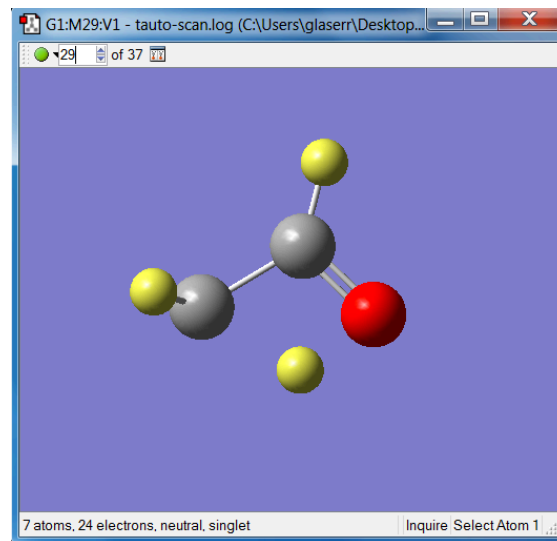 G1:M29:V1 - tauto-scan.log (C:\Users\glaserr\Desktop...
29 of 37
7 atoms, 24 electrons, neutral, singlet Inquire Select Atom 1